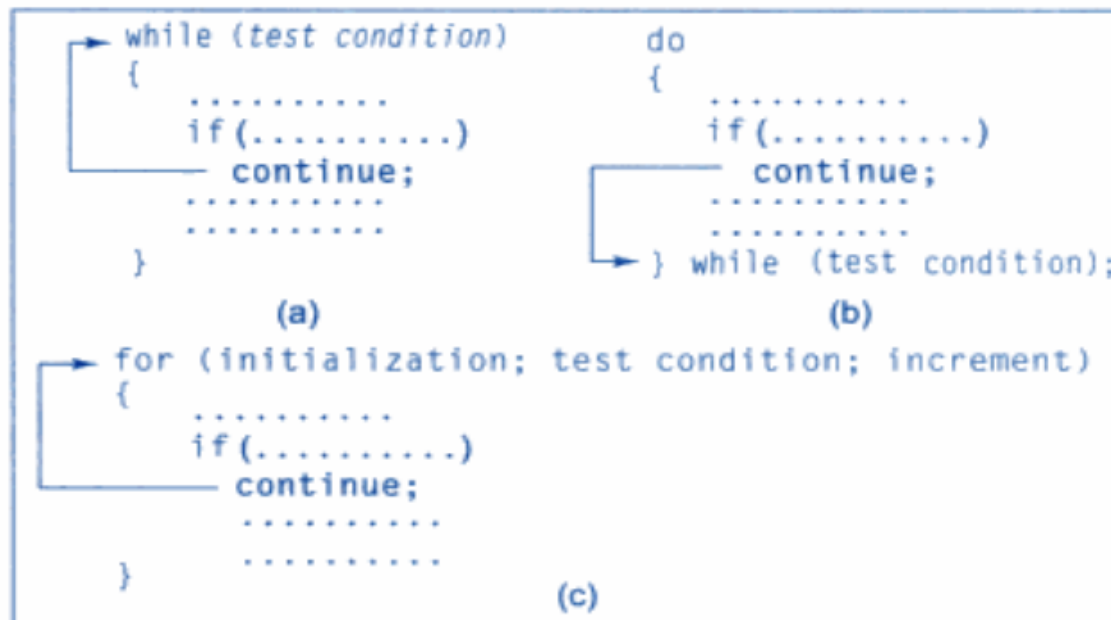 while (test condition)
{
..........
if(..........)
continue;
..........
..........
}
(a)
do
{
..........
if(..........)
continue;
..........
..........
} while (test condition);
(b)
for (initialization; test condition; increment)
{
..........
if(..........)
continue;
..........
..........
}
(c)